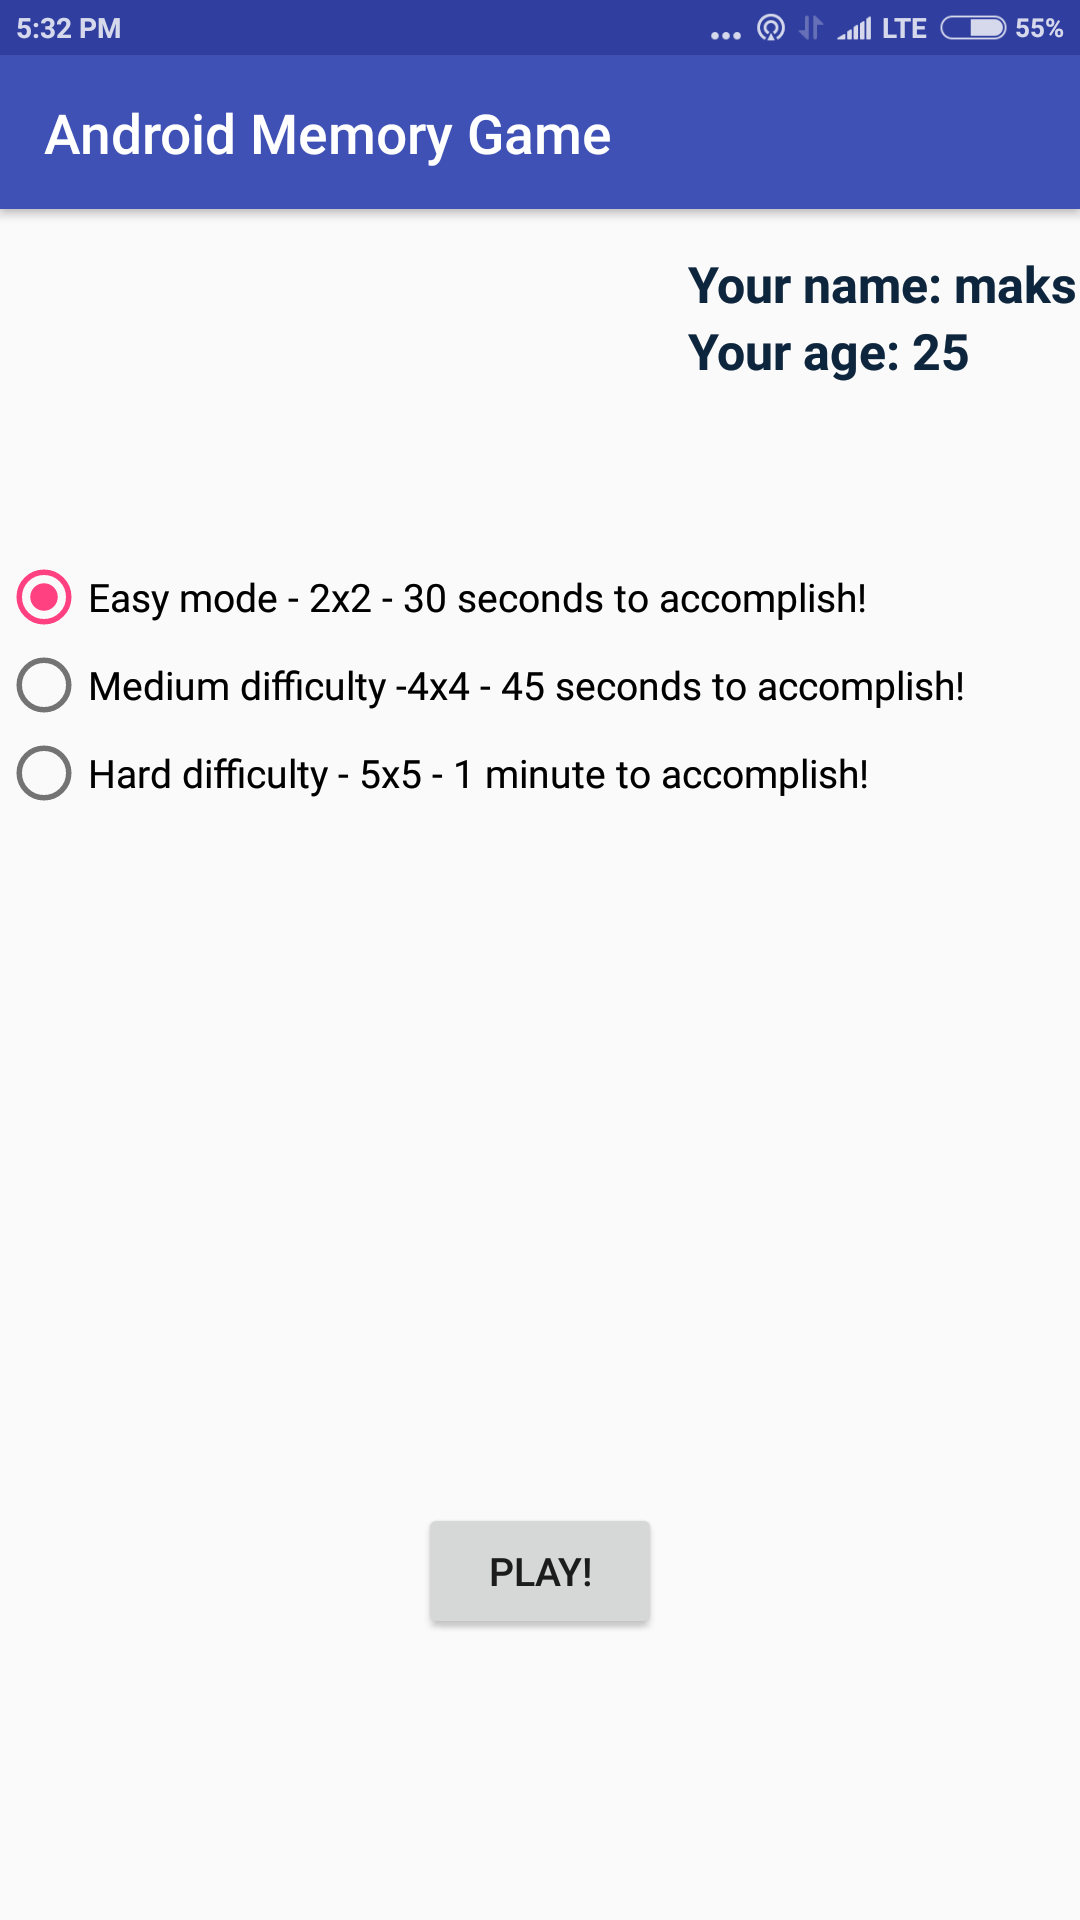 5:32 PM ... LTE 55%
Android Memory Game
Your name: maks
Your age: 25
Easy mode - 2x2 - 30 seconds to accomplish!
Medium difficulty -4x4 - 45 seconds to accomplish!
Hard difficulty - 5x5 - 1 minute to accomplish!
PLAY!